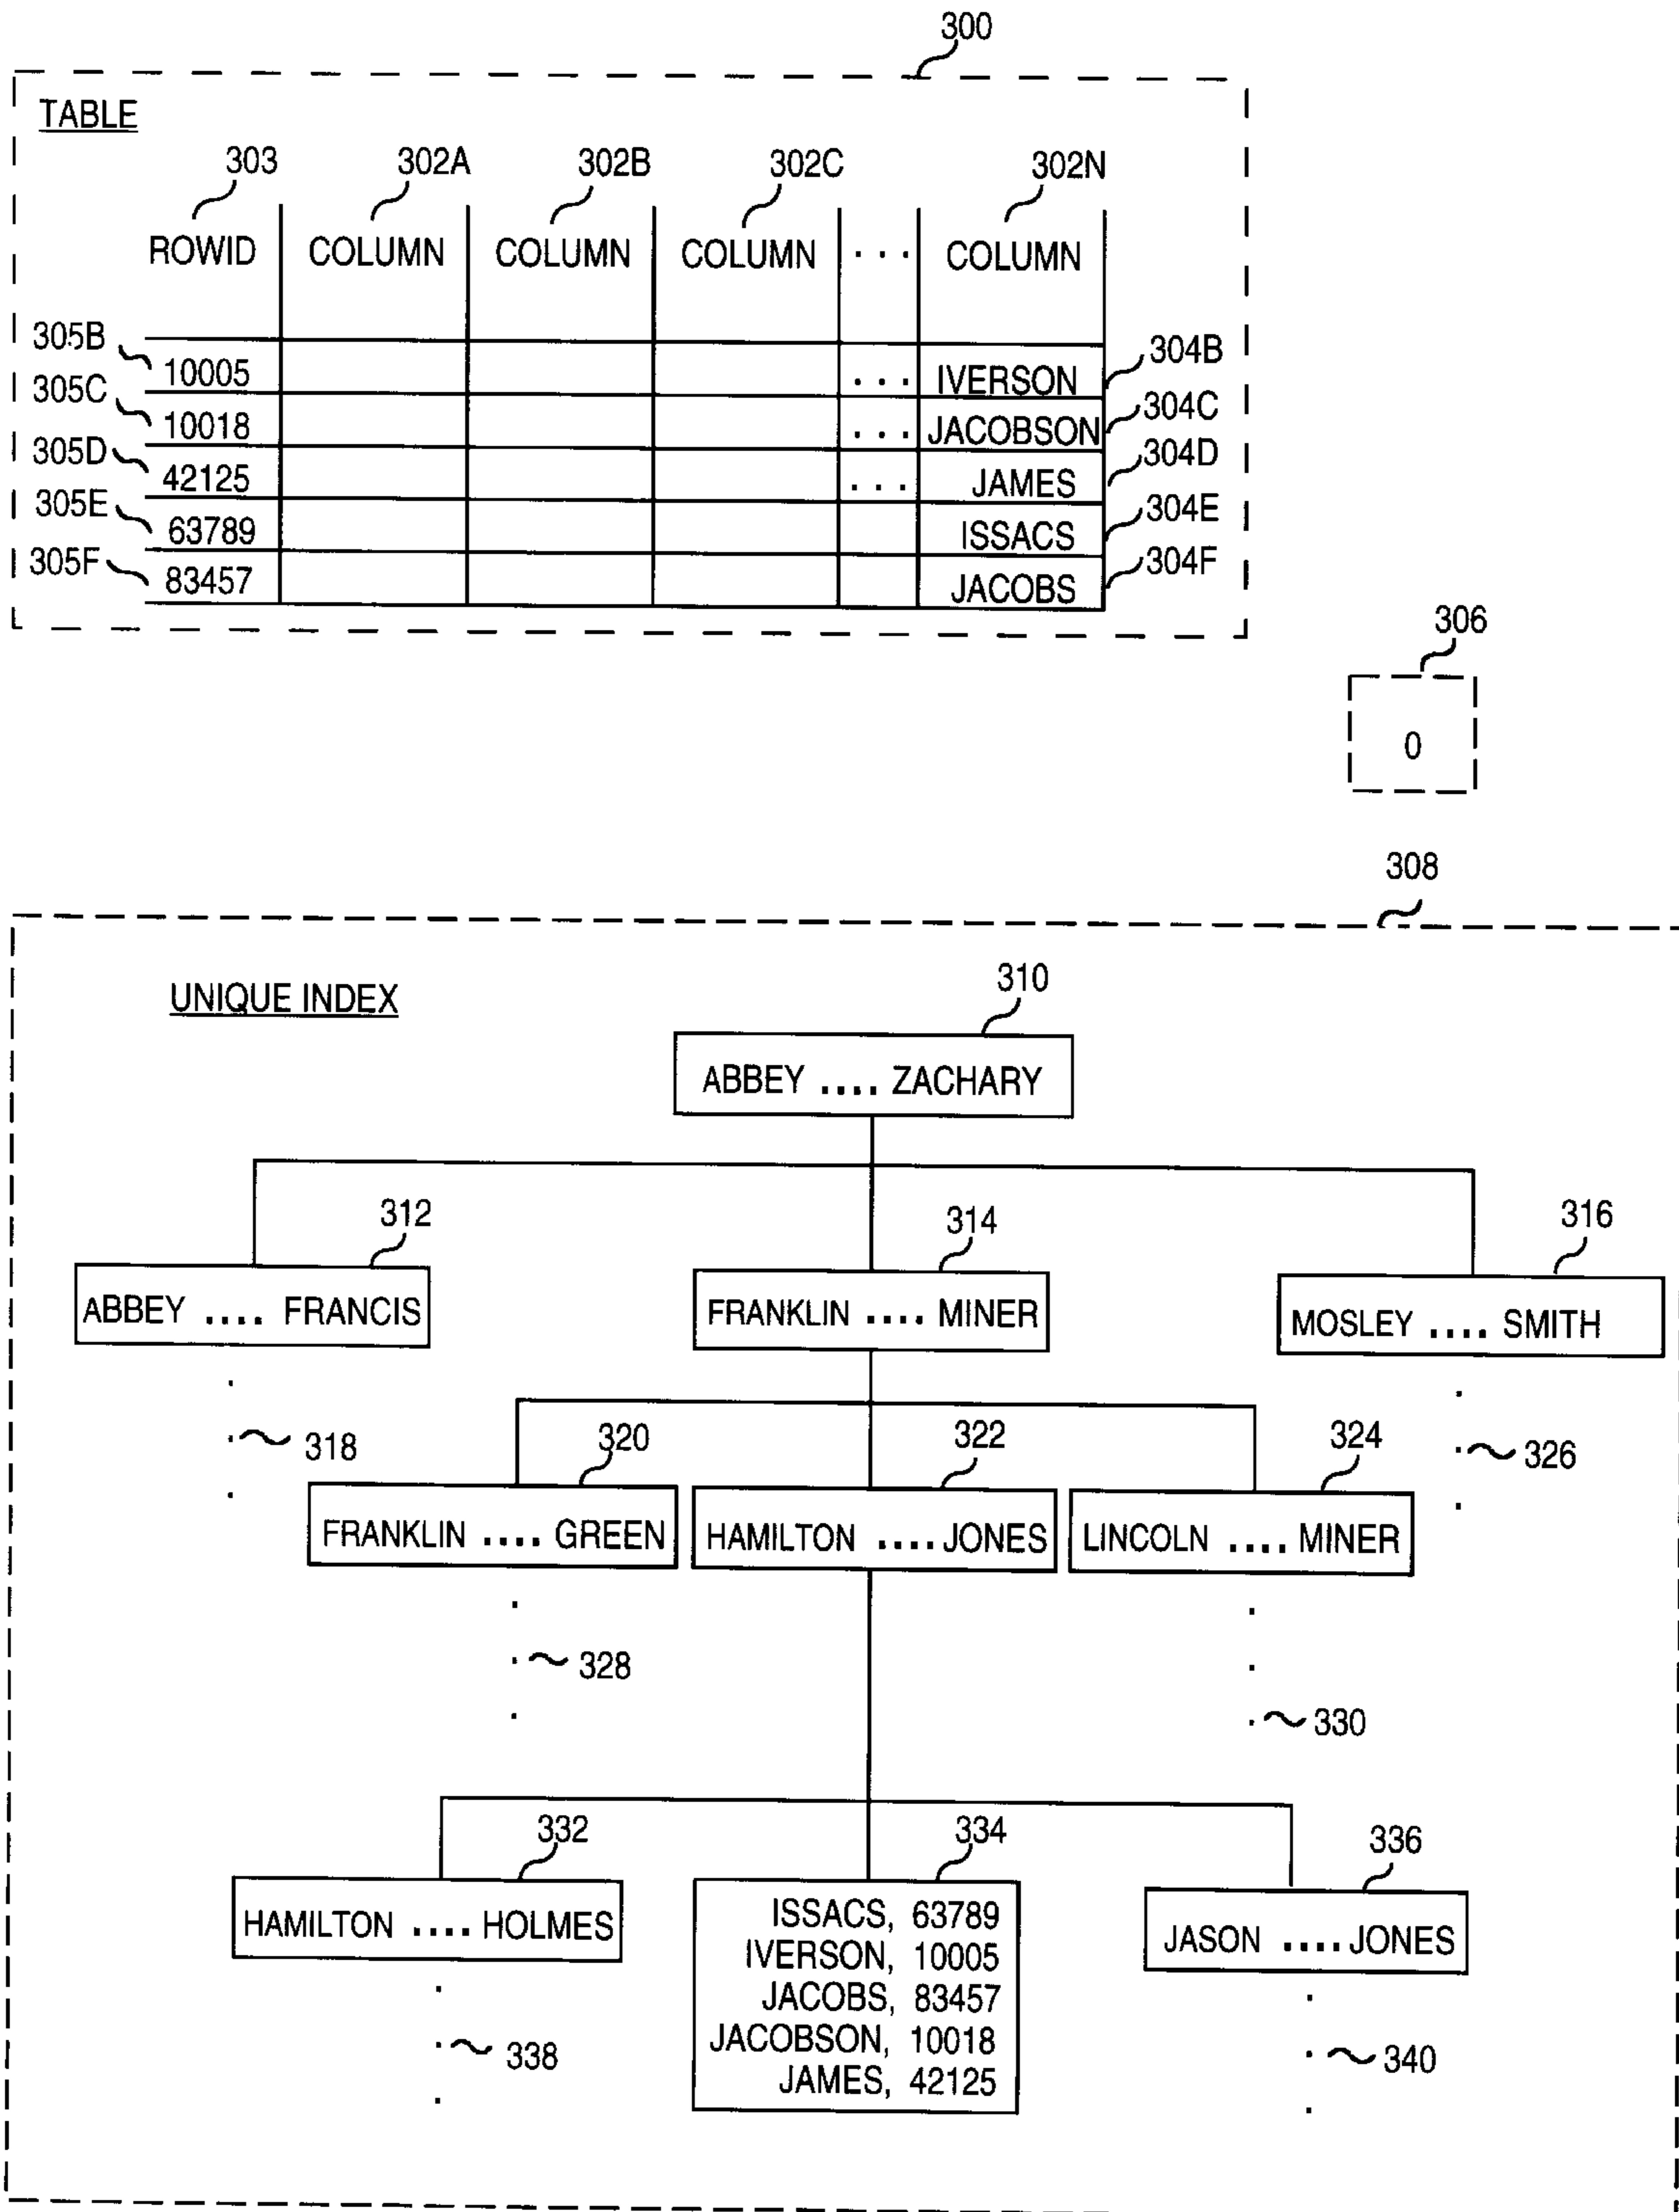 300
TABLE
303 302A 302B 302C 302N
ROWID COLUMN COLUMN COLUMN ... COLUMN
305B 10005 ... IVERSON 304B
305C 10018 ... JACOBSON 304C
305D 42125 ... JAMES 304D
305E 63789 ISSACS 304E
305F 83457 JACOBS 304F
306
0
308
UNIQUE INDEX
310
ABBEY .... ZACHARY
312 314 316
ABBEY .... FRANCIS FRANKLIN .... MINER MOSLEY .... SMITH
318 320 322 324 326
FRANKLIN .... GREEN HAMILTON .... JONES LINCOLN .... MINER
328
330
332 334 336
HAMILTON .... HOLMES
ISSACS, 63789
IVERSON, 10005
JACOBS, 83457
JACOBSON, 10018
JAMES, 42125
JASON .... JONES
338 340